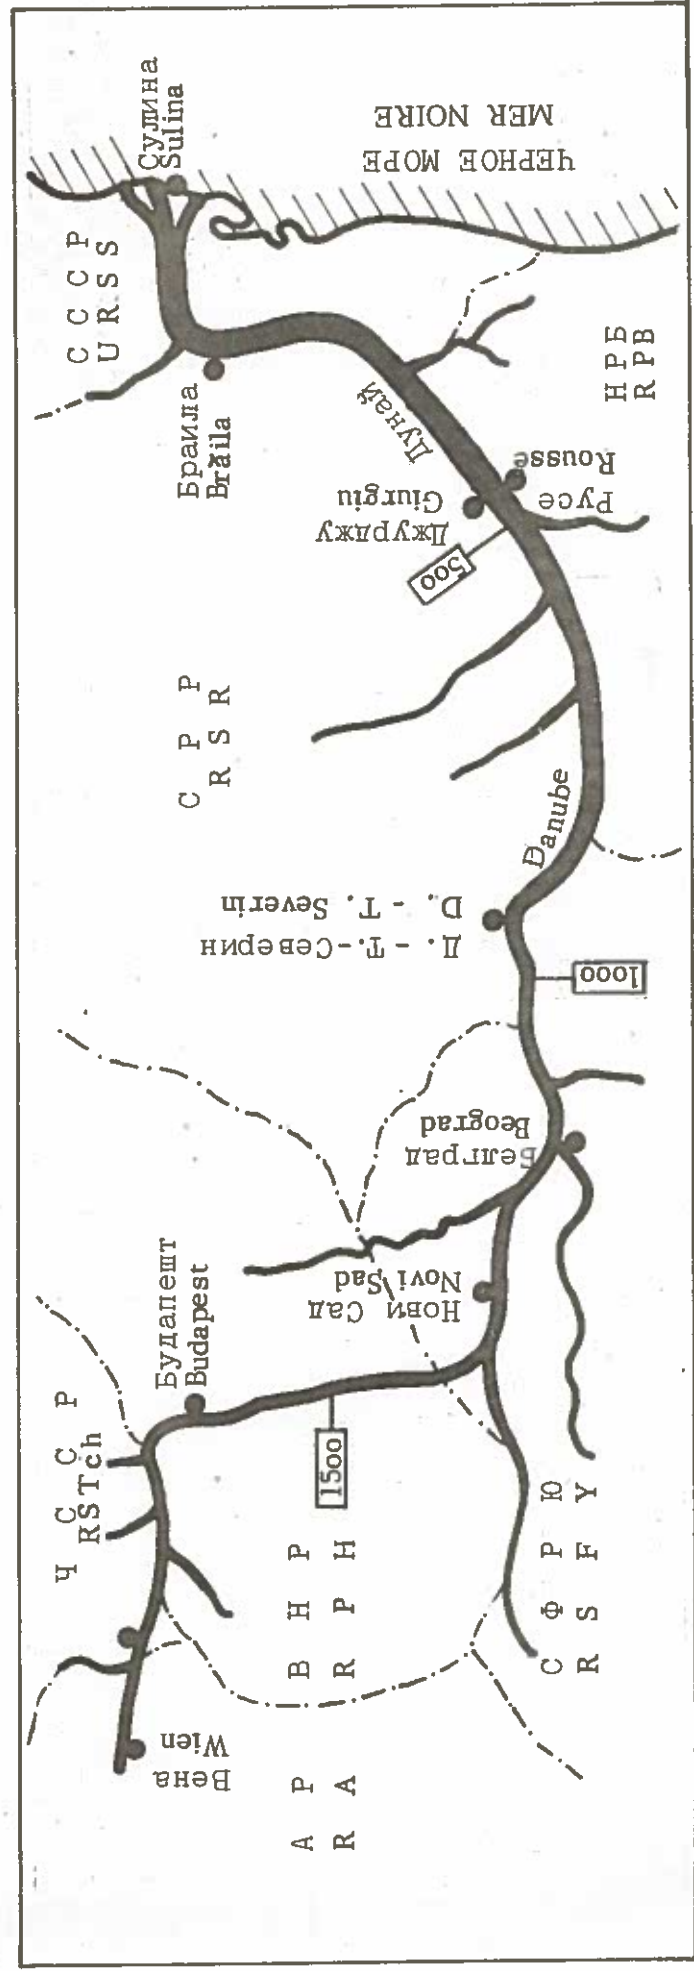 Ч С С Р
RSTch
А Р
R A
Вена
Wien
В Н Р
R P H
1500
Будапешт
Budapest
С Ф Р Ю
R S F Y
Нови Сад
Novi Sad
Белград
Beograd
1000
Д. - Т.-Северин
D. - T. Severin
Danube
С Р Р
R S R
500
Джурджу
Giurgiu
Русе
Rousse
Дунай
Н Р Б
R P B
Браила
Brăila
С С С Р
U R S S
Сулина
Sulina
ЧЕРНОЕ МОРЕ
MER NOIRE